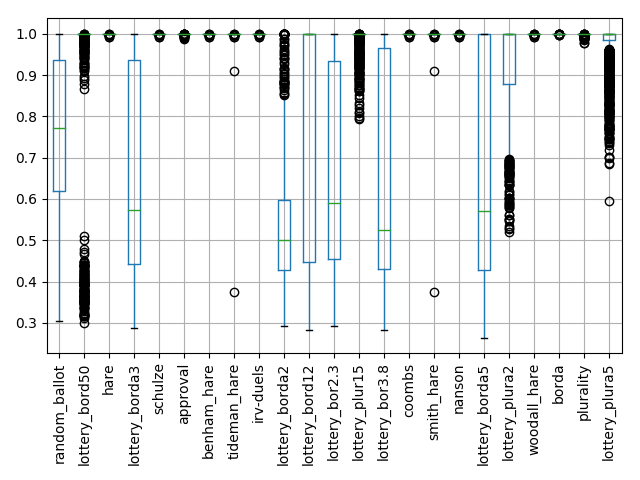 1.0
0.9
0.8
0.7
0.6
0.5
0.4
0.3
random_ballot
lottery_bord50
hare
lottery_borda3
schulze
approval
benham_hare
tideman_hare
irv-duels
lottery_borda2
lottery_bord12
lottery_bor2.3
lottery_plur15
lottery_bor3.8
coombs
smith_hare
nanson
lottery_borda5
lottery_plura2
woodall_hare
borda
plurality
lottery_plura5